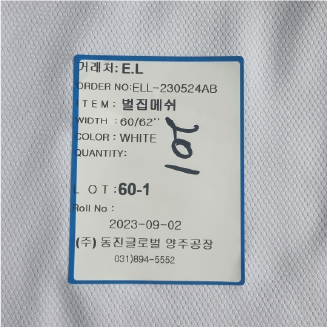 거래처: E.L
ORDER NO:ELL-230524AB
ITEM : 벌집메쉬
WIDTH : 60/62"
COLOR : WHITE
QUANTITY:
LOT:60-1
Roll No :
2023-09-02
(주) 동진글로벌 양주공장
031)894-5552